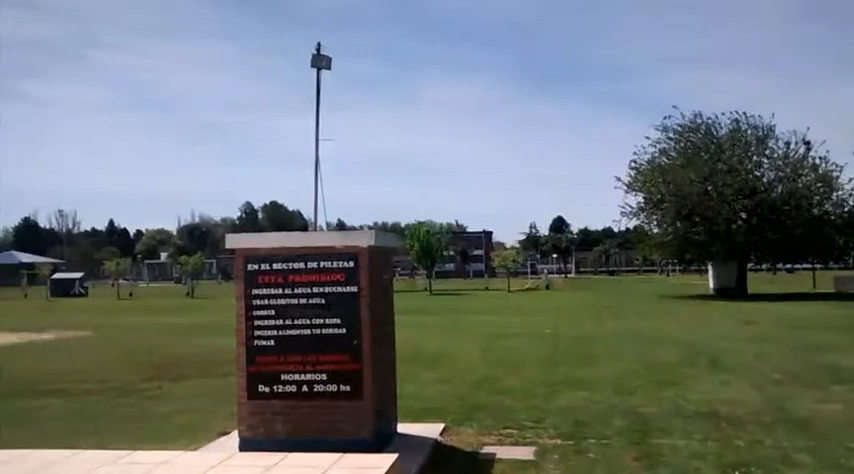 EN EL SECTOR DE PILETAS
ESTA PROHIBIDO
INGRESAR AL AGUA SIN DUCHARSE
USAR GLOBITOS DE AGUA
CORRER
INGRESAR AL AGUA CON ROPA
INGERIR ALIMENTOS Y/O BEBIDAS
FUMAR
HORARIOS
De 12:00 A 20:00 HS